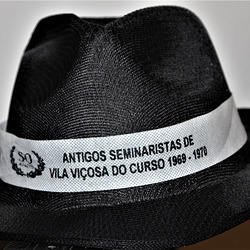 50
ANTIGOS SEMINARISTAS DE
VILA VIÇOSA DO CURSO 1969 - 1970